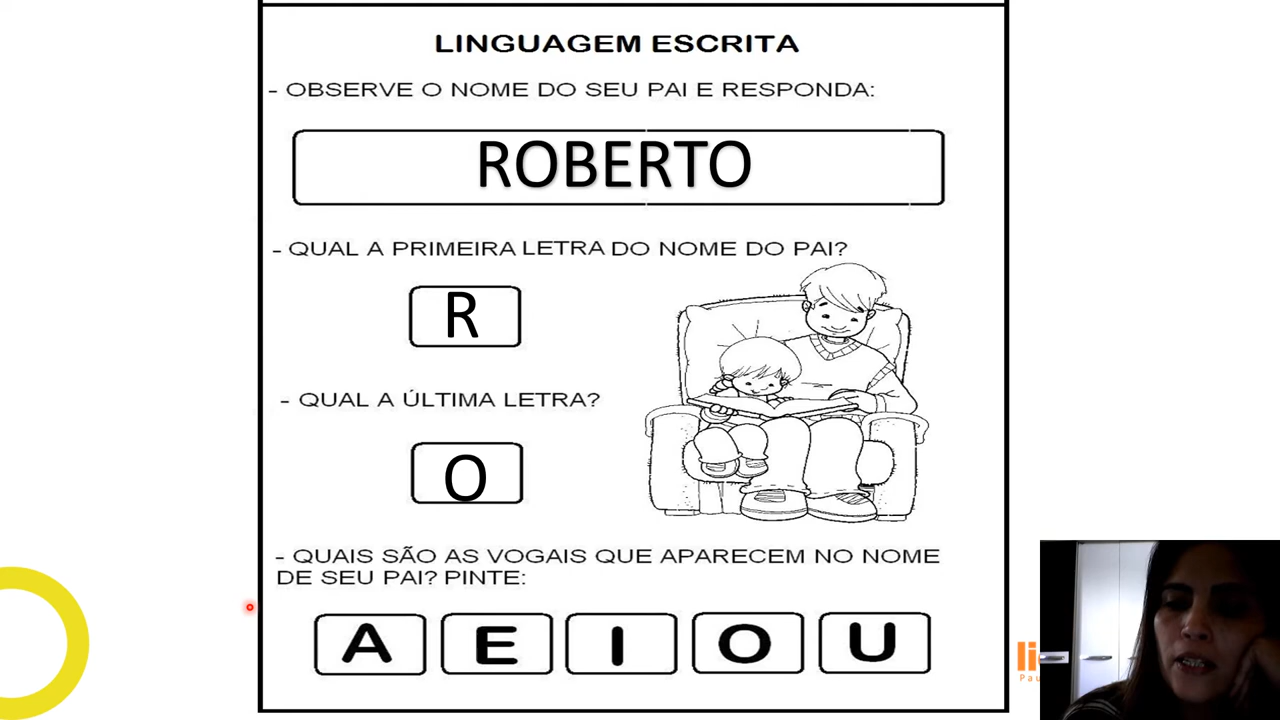 LINGUAGEM ESCRITA
- OBSERVE O NOME DO SEU PAI E RESPONDA:
ROBERTO
- QUAL A PRIMEIRA LETRA DO NOME DO PAI?
R
- QUAL A ÚLTIMA LETRA?
O
- QUAIS SÃO AS VOGAIS QUE APARECEM NO NOME
DE SEU PAI? PINTE:
A E I O U